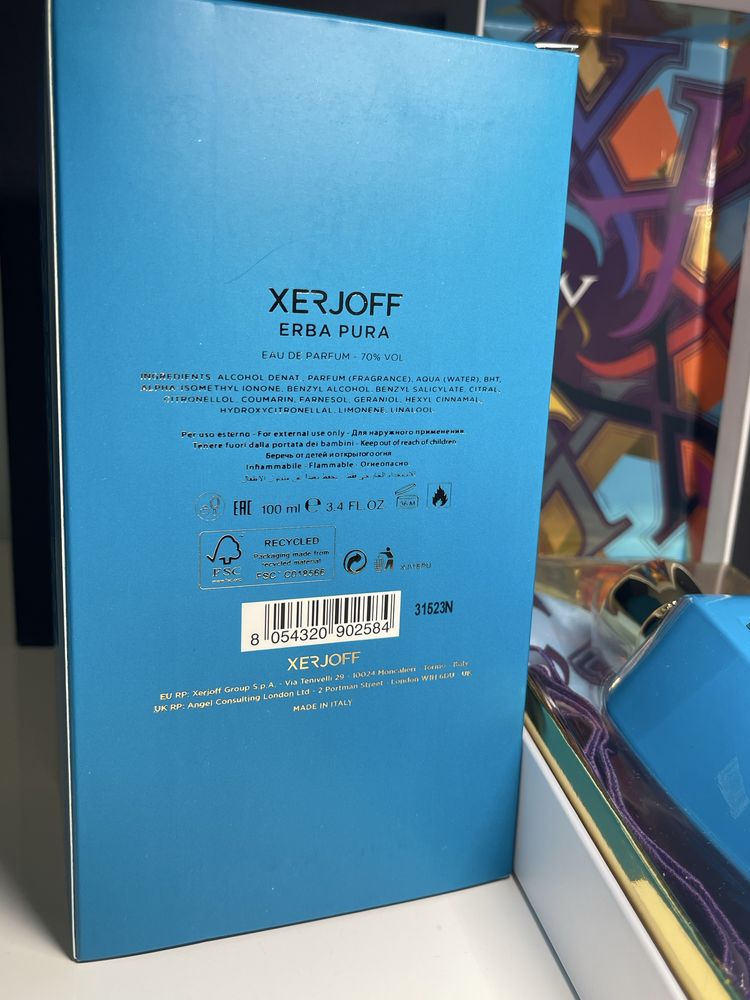 XERJOFF
ERBA PURA
EAU DE PARFUM - 70% VOL
INGREDIENTS: ALCOHOL DENAT., PARFUM (FRAGRANCE), AQUA (WATER), BHT,
ALPHA-ISOMETHYL IONONE, BENZYL ALCOHOL, BENZYL SALICYLATE, CITRAL,
CITRONELLOL, COUMARIN, FARNESOL, GERANIOL, HEXYL CINNAMAL,
HYDROXYCITRONELLAL, LIMONENE, LINALOOL
Per uso esterno - For external use only - Для наружного применения
Tenere fuori dalla portata dei bambini - Keep out of reach of children
Беречь от детей и открытого огня
Infiammabile - Flammable - Огнеопасно
EAC 100 ml e 3.4 FL.OZ 36 M
FSC
RECYCLED
Packaging made from
recycled material
FSC® C018566
8 054320 902584
31523N
XERJOFF
EU RP: Xerjoff Group S.p.A. - Via Tenivelli 29 - 10024 Moncalieri - Torino - Italy
UK RP: Angel Consulting London Ltd - 2 Portman Street - London W1H 6DU - UK
MADE IN ITALY